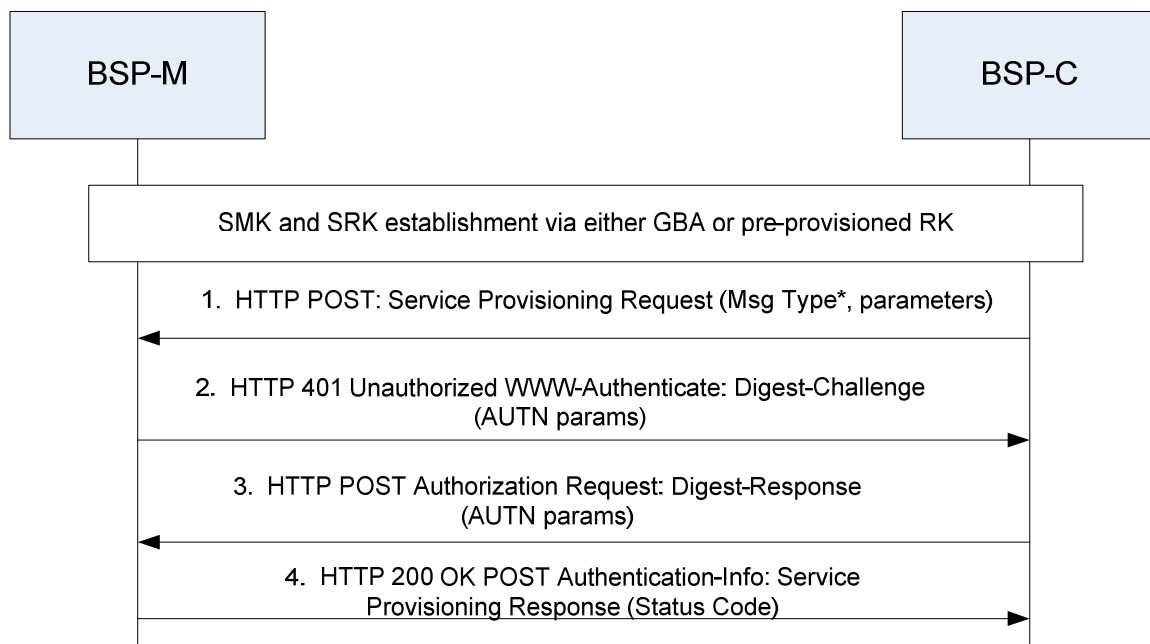 BSP-M
BSP-C
SMK and SRK establishment via either GBA or pre-provisioned RK
1. HTTP POST: Service Provisioning Request (Msg Type*, parameters)
2. HTTP 401 Unauthorized WWW-Authenticate: Digest-Challenge
(AUTN params)
3. HTTP POST Authorization Request: Digest-Response
(AUTN params)
4. HTTP 200 OK POST Authentication-Info: Service
Provisioning Response (Status Code)